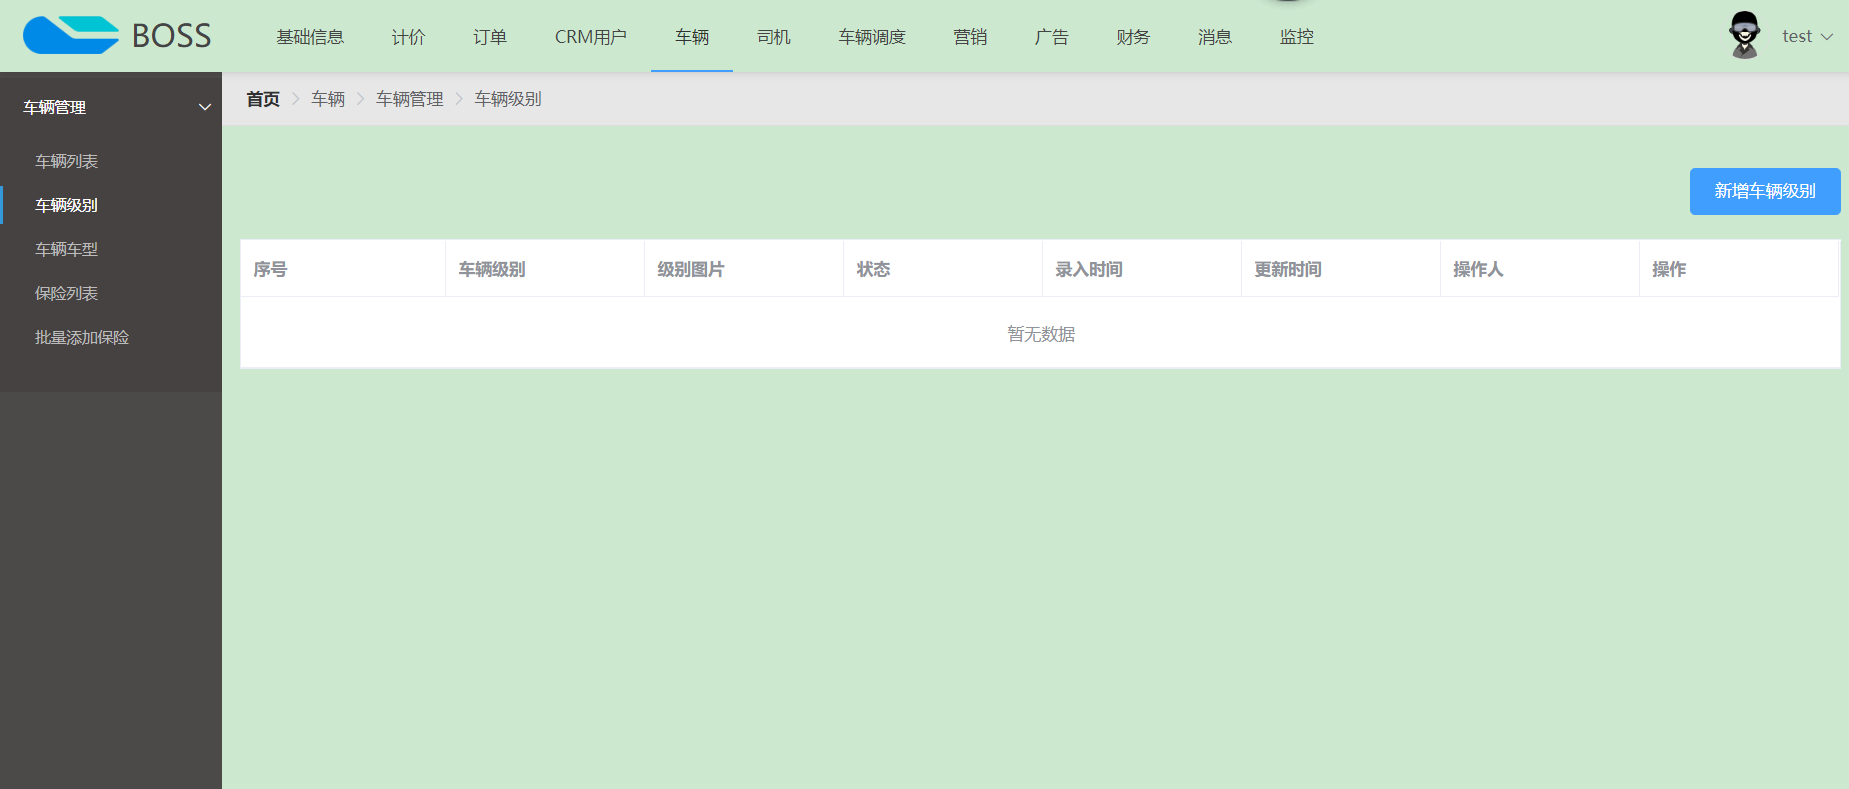 BOSS
基础信息 计价 订单 CRM用户 车辆 司机 车辆调度 营销 广告 财务 消息 监控
test
车辆管理
车辆列表
车辆级别
车辆车型
保险列表
批量添加保险
首页 车辆 车辆管理 车辆级别
新增车辆级别
序号 车辆级别 级别图片 状态 录入时间 更新时间 操作人 操作
暂无数据